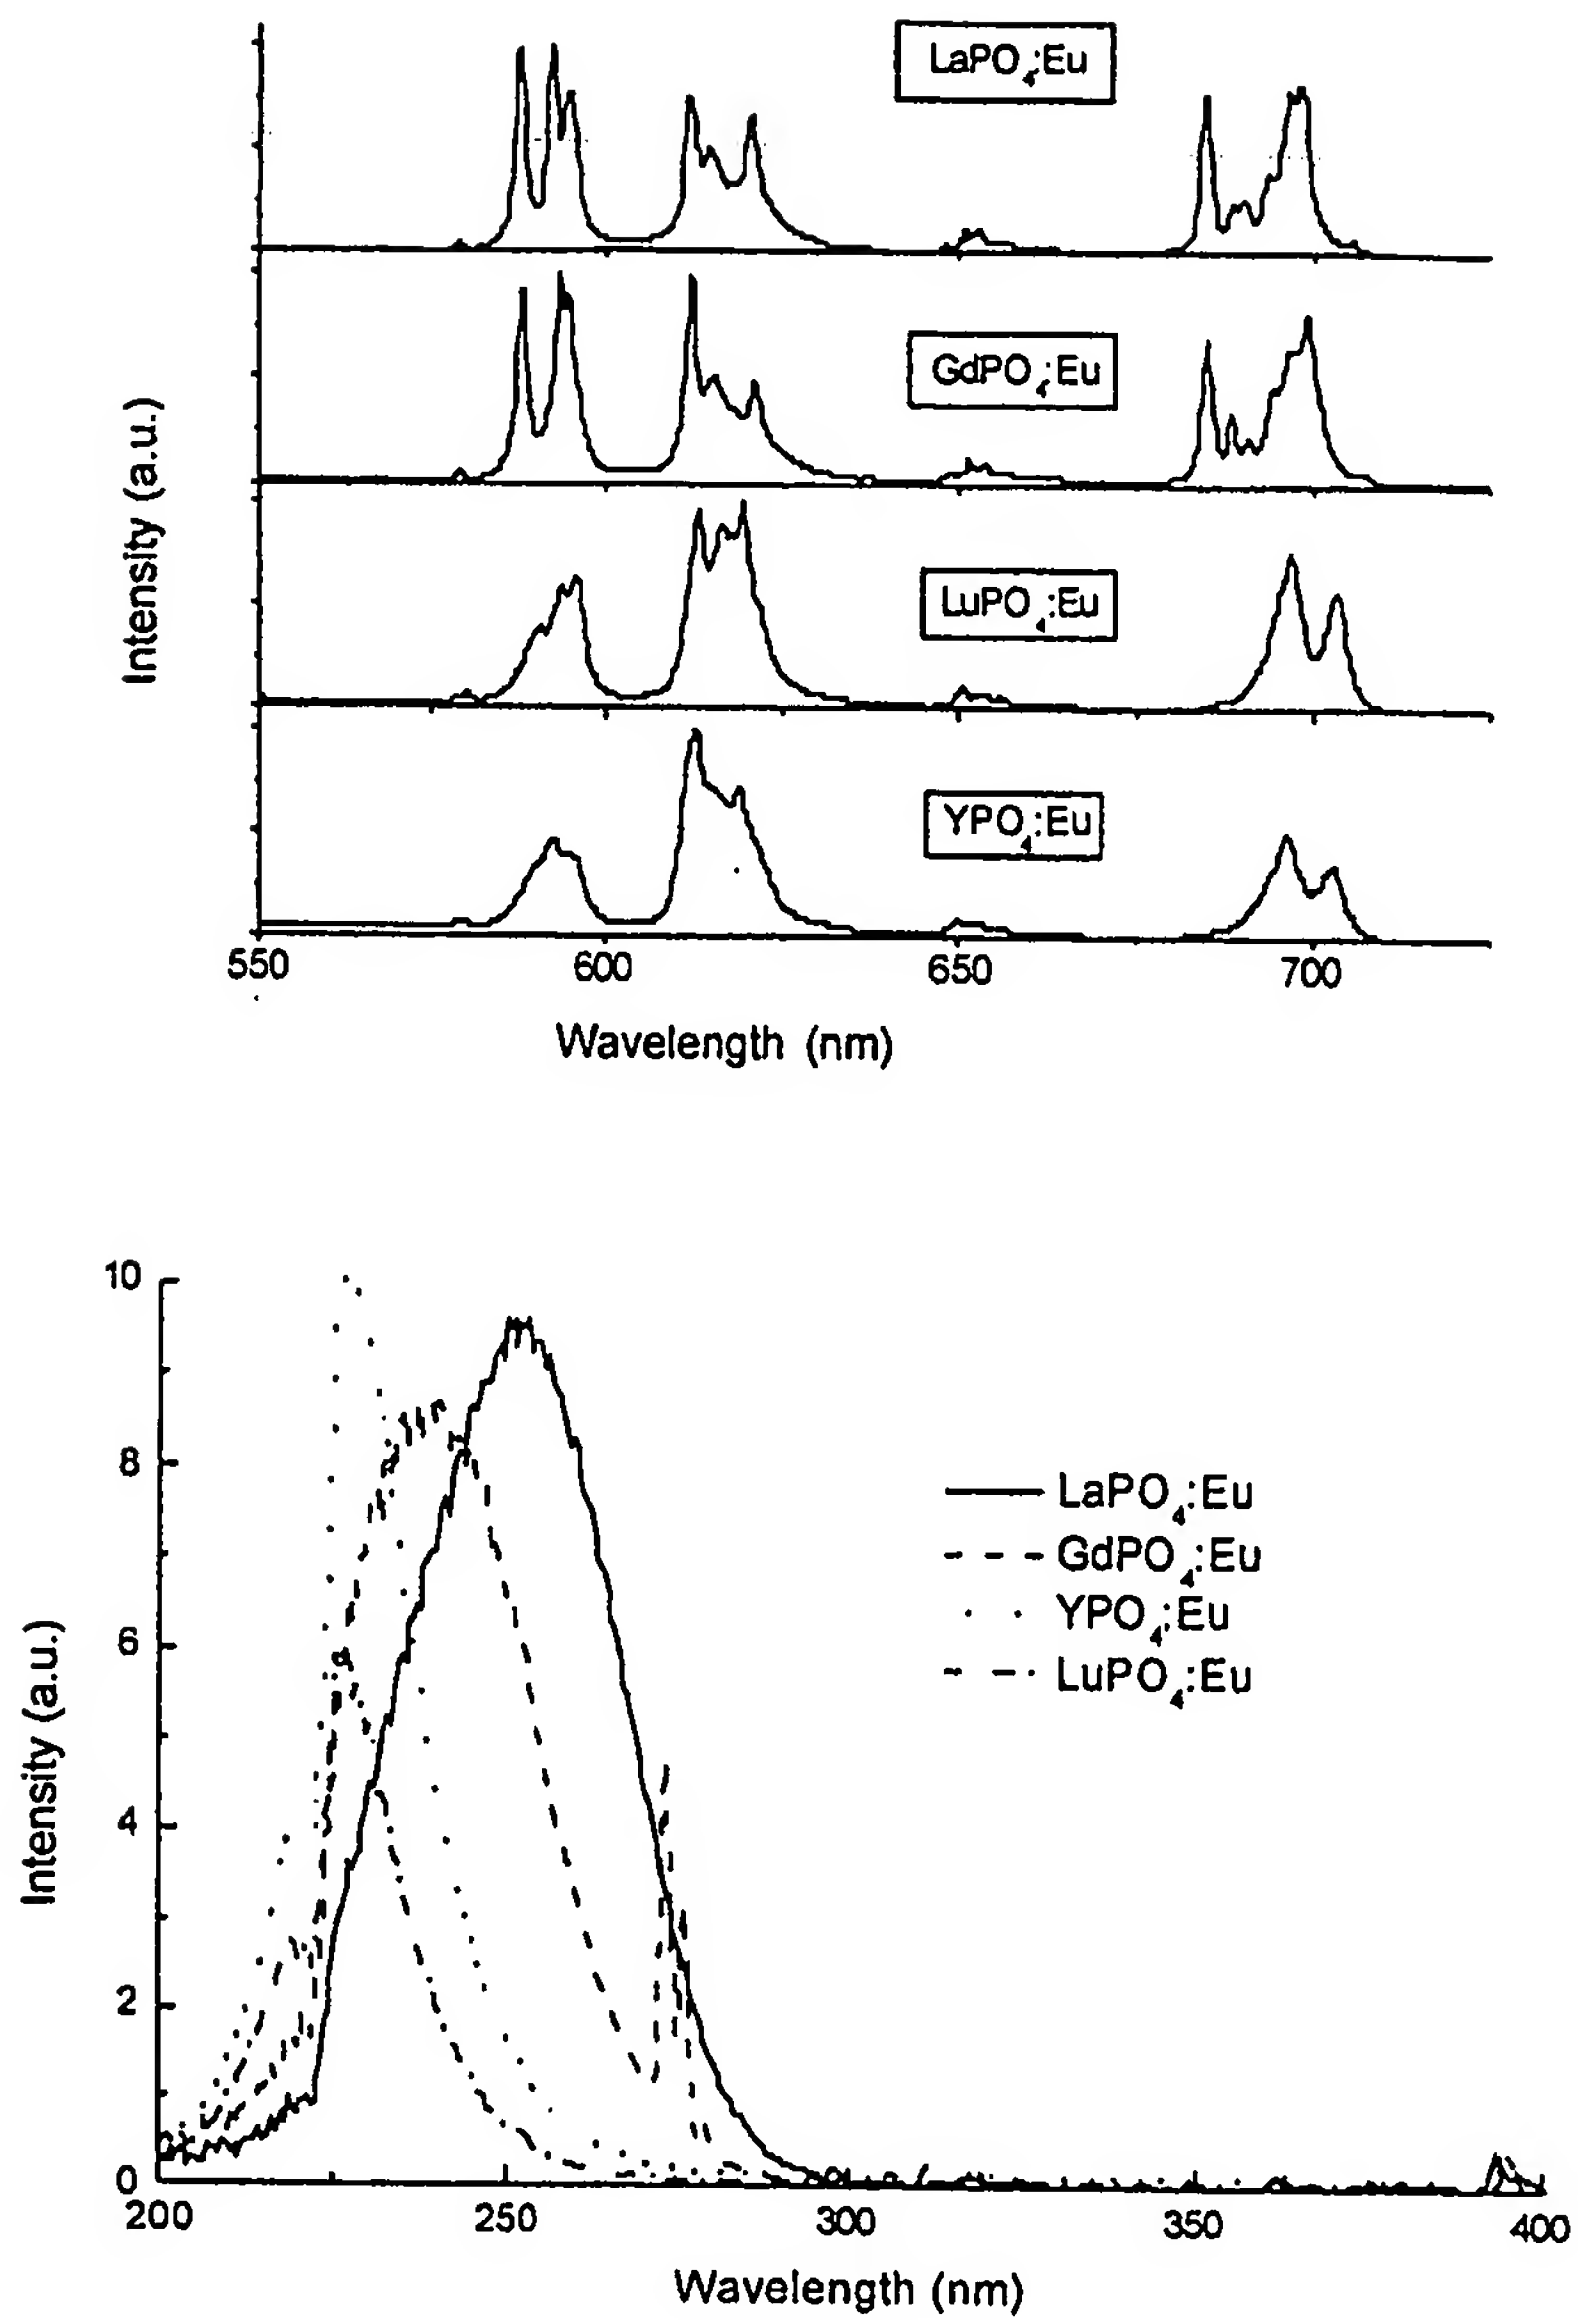 LaPO4:Eu
GdPO4:Eu
LuPO4:Eu
YPO4:Eu
Intensity (a.u.)
550 600 650 700
Wavelength (nm)
10
8
6
4
2
0
Intensity (a.u.)
LaPO4:Eu
GdPO4:Eu
YPO4:Eu
LuPO4:Eu
200 250 300 350 400
Wavelength (nm)